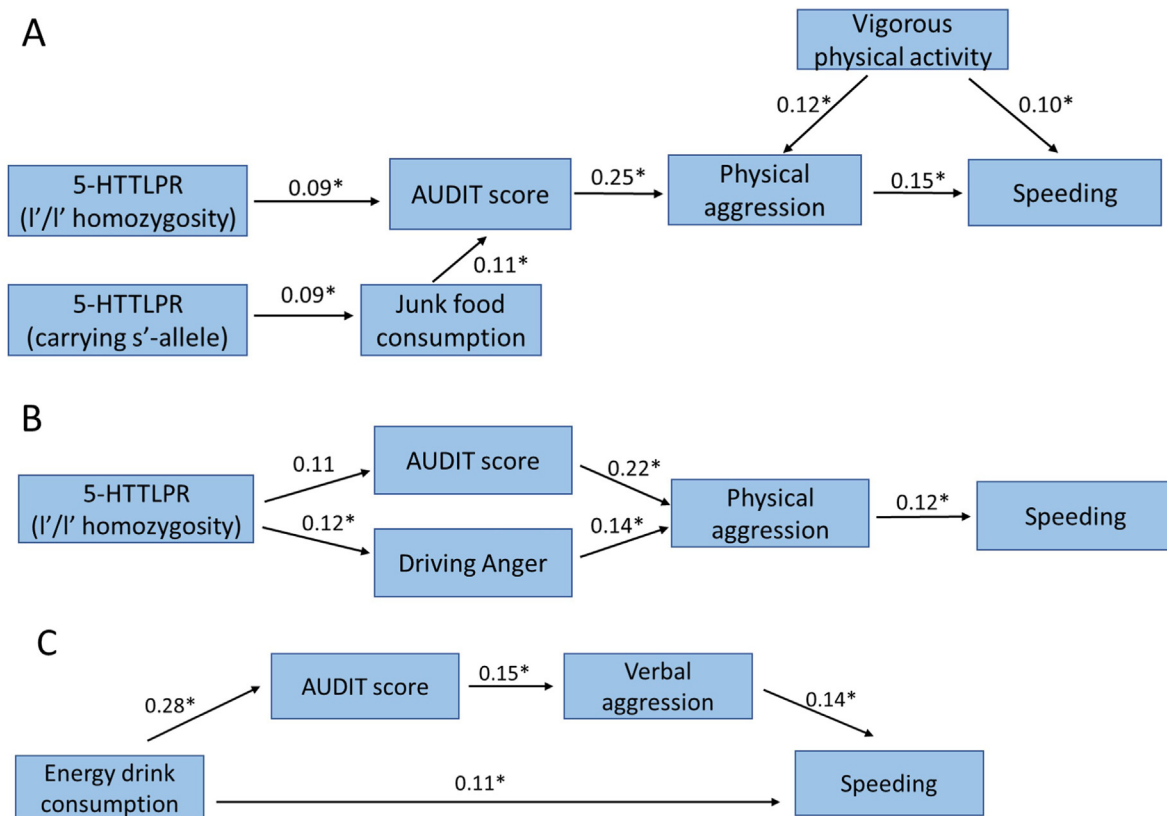 A
Vigorous
physical activity
0.12*
0.10*
5-HTTLPR
(l’/l’ homozygosity)
0.09*
AUDIT score
0.25*
Physical
aggression
0.15*
Speeding
0.11*
5-HTTLPR
(carrying s’-allele)
0.09*
Junk food
consumption
B
5-HTTLPR
(l’/l’ homozygosity)
0.11
AUDIT score
0.22*
0.12*
Driving Anger
0.14*
Physical
aggression
0.12*
Speeding
C
0.28*
AUDIT score
0.15*
Verbal
aggression
0.14*
Energy drink
consumption
0.11*
Speeding